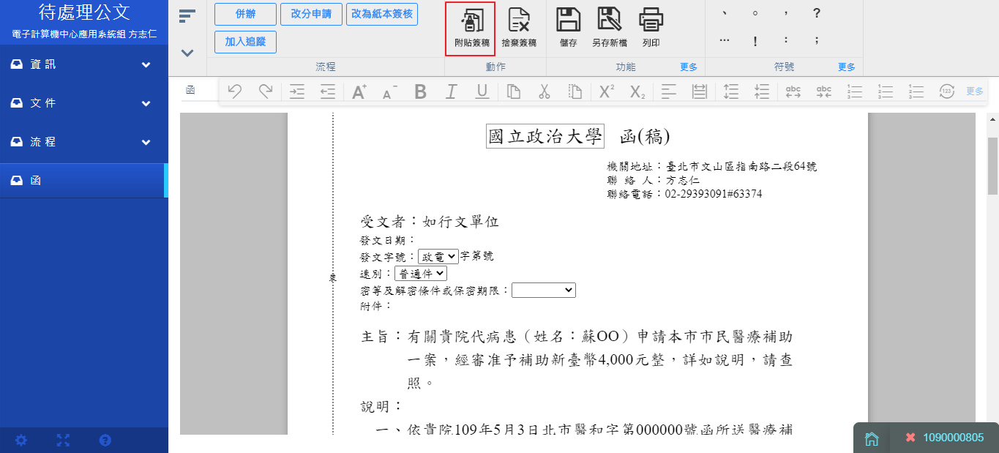 待處理公文
電子計算機中心應用系統組 方志仁
資訊
文件
流程
函
併辦 改分申請 改為紙本簽核
加入追蹤
流程
附貼簽稿 捨棄簽稿
動作
儲存 另存新檔 列印
功能 更多
、 。 , ?
… ! : ;
符號 更多
函
A+ A- B I U X² X₂ abc abc 123 更多
國立政治大學 函(稿)
機關地址：臺北市文山區指南路二段64號
聯 絡 人：方志仁
聯絡電話：02-29393091#63374
受文者：如行文單位
發文日期：
發文字號：政電字第號
速別：普通件
密等及解密條件或保密期限：
附件：
裝
主旨：有關貴院代病患（姓名：蘇OO）申請本市市民醫療補助
一案，經審准予補助新臺幣4,000元整，詳如說明，請查
照。
說明：
一、依貴院109年5月3日北市醫和字第000000號函所送醫療補
1090000805